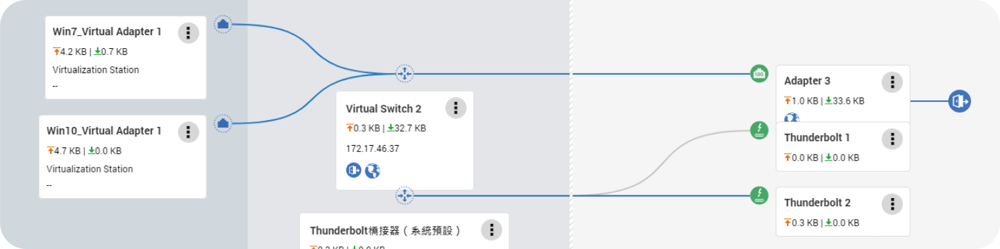 Win7_Virtual Adapter 1
4.2 KB | 0.7 KB
Virtualization Station
--
Win10_Virtual Adapter 1
4.7 KB | 0.0 KB
Virtualization Station
--
Virtual Switch 2
0.3 KB | 32.7 KB
172.17.46.37
Thunderbolt橋接器（系統預設）
10G
Adapter 3
1.0 KB | 33.6 KB
Thunderbolt 1
0.0 KB | 0.0 KB
Thunderbolt 2
0.3 KB | 0.0 KB